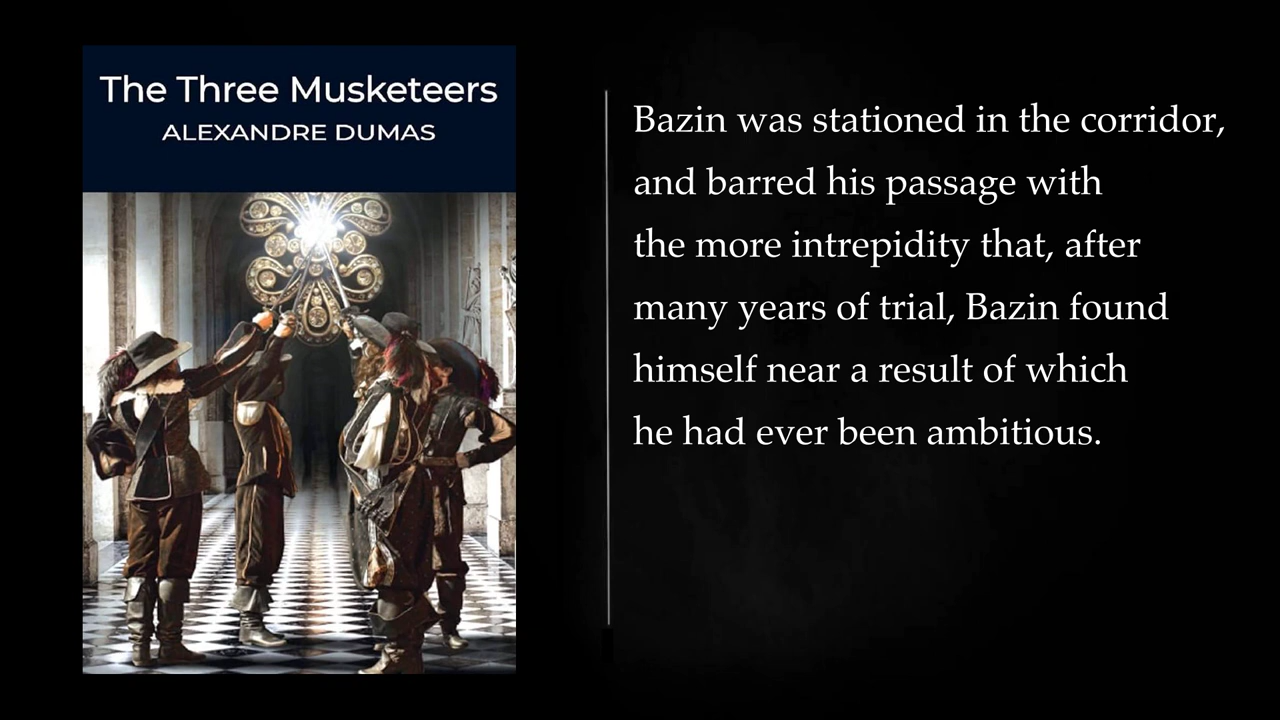 The Three Musketeers
ALEXANDRE DUMAS
Bazin was stationed in the corridor,
and barred his passage with
the more intrepidity that, after
many years of trial, Bazin found
himself near a result of which
he had ever been ambitious.